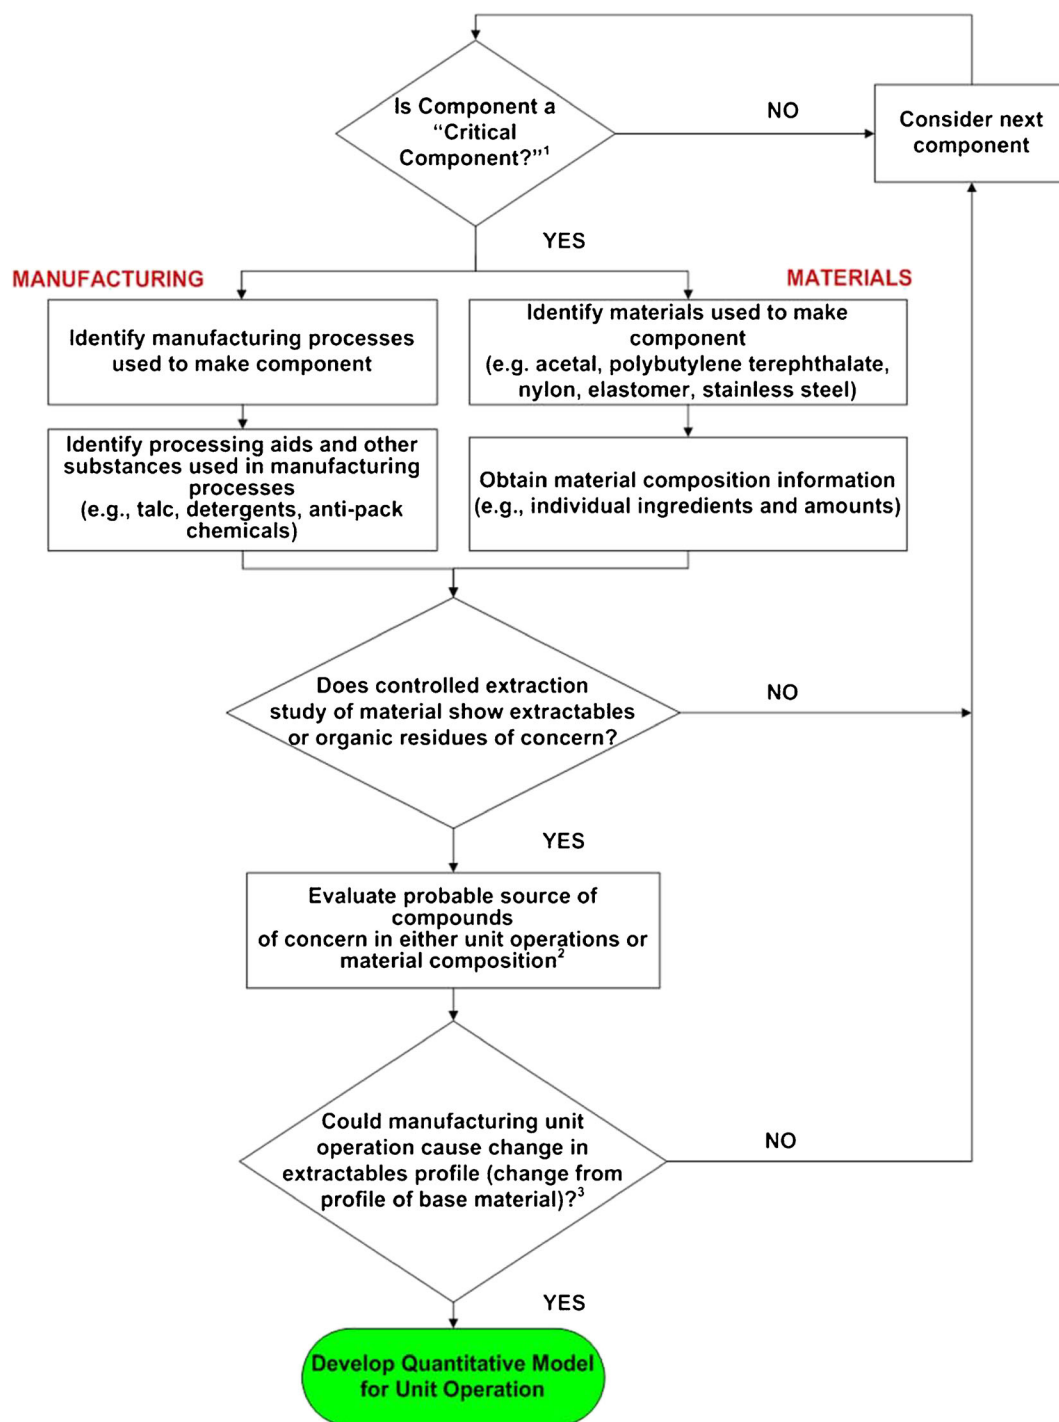 Is Component a
“Critical
Component?”¹
NO
Consider next
component
YES
MANUFACTURING
MATERIALS
Identify manufacturing processes
used to make component
Identify materials used to make
component
(e.g. acetal, polybutylene terephthalate,
nylon, elastomer, stainless steel)
Identify processing aids and other
substances used in manufacturing
processes
(e.g., talc, detergents, anti-pack
chemicals)
Obtain material composition information
(e.g., individual ingredients and amounts)
Does controlled extraction
study of material show extractables
or organic residues of concern?
NO
YES
Evaluate probable source of
compounds
of concern in either unit operations or
material composition²
Could manufacturing unit
operation cause change in
extractables profile (change from
profile of base material)?³
NO
YES
Develop Quantitative Model
for Unit Operation